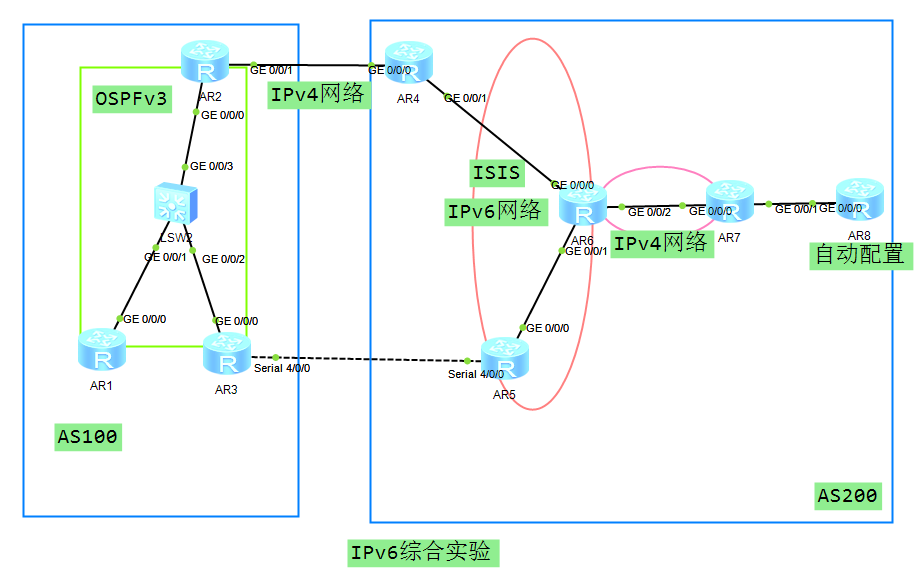 AR2
GE 0/0/1
GE 0/0/0
AR4
OSPFv3
IPv4网络
GE 0/0/1
GE 0/0/0
GE 0/0/3
ISIS
GE 0/0/0
IPv6网络
GE 0/0/2
GE 0/0/0
AR7
GE 0/0/1
GE 0/0/0
AR8
LSW2
AR6
IPv4网络
自动配置
GE 0/0/1
GE 0/0/2
GE 0/0/1
GE 0/0/0
GE 0/0/0
GE 0/0/0
AR1
AR3
Serial 4/0/0
Serial 4/0/0
AR5
AS100
AS200
IPv6综合实验